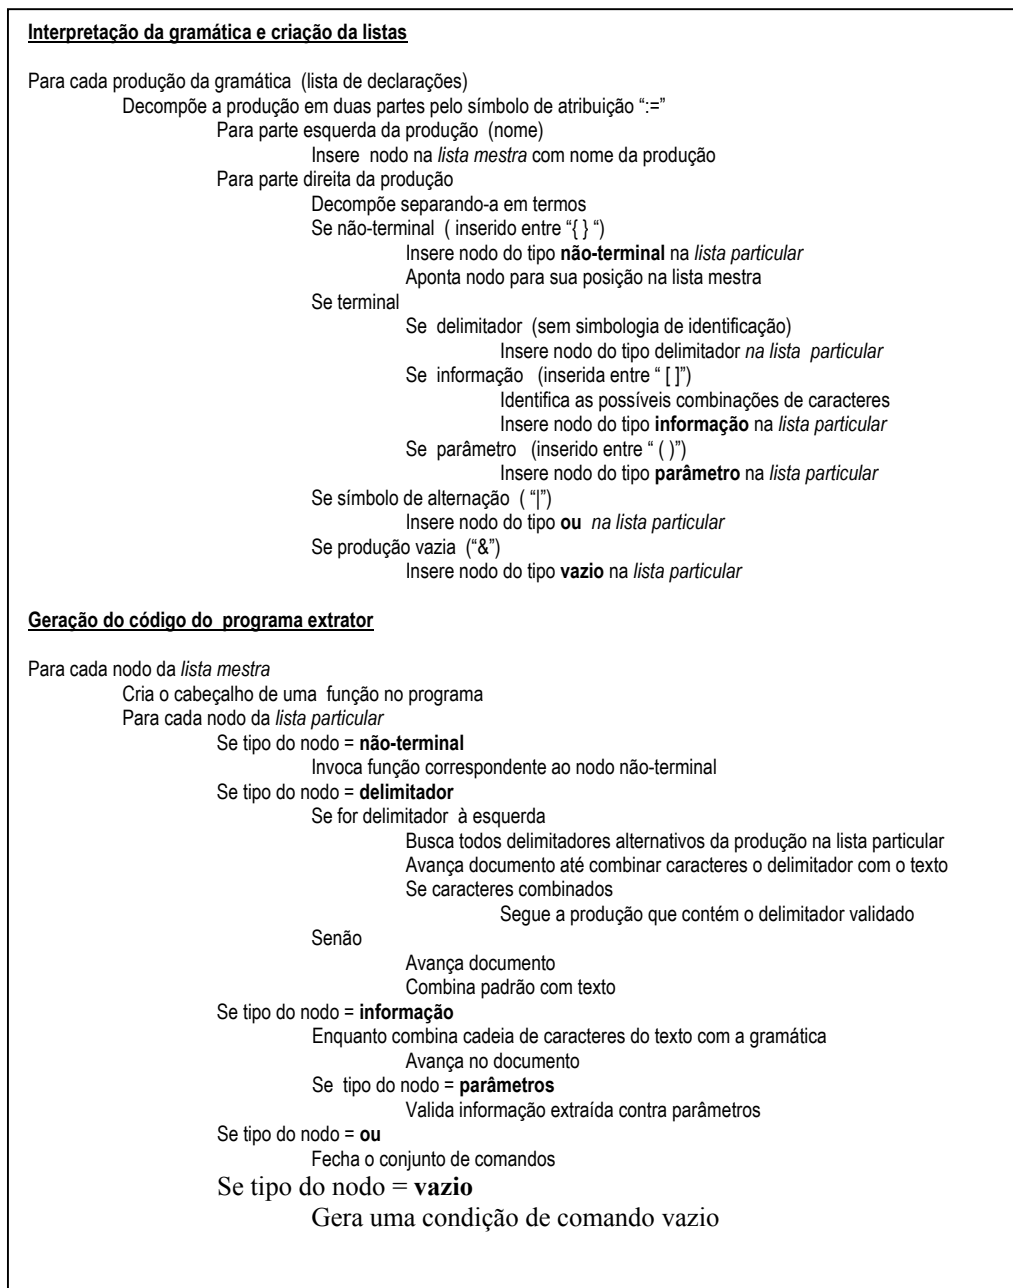 Interpretação da gramática e criação da listas
Para cada produção da gramática (lista de declarações)
Decompõe a produção em duas partes pelo símbolo de atribuição “:=”
Para parte esquerda da produção (nome)
Insere nodo na lista mestra com nome da produção
Para parte direita da produção
Decompõe separando-a em termos
Se não-terminal ( inserido entre “{ } “)
Insere nodo do tipo não-terminal na lista particular
Aponta nodo para sua posição na lista mestra
Se terminal
Se delimitador (sem simbologia de identificação)
Insere nodo do tipo delimitador na lista particular
Se informação (inserida entre “ [ ]”)
Identifica as possíveis combinações de caracteres
Insere nodo do tipo informação na lista particular
Se parâmetro (inserido entre “ ( )”)
Insere nodo do tipo parâmetro na lista particular
Se símbolo de alternação ( “|”)
Insere nodo do tipo ou na lista particular
Se produção vazia (“&”)
Insere nodo do tipo vazio na lista particular
Geração do código do programa extrator
Para cada nodo da lista mestra
Cria o cabeçalho de uma função no programa
Para cada nodo da lista particular
Se tipo do nodo = não-terminal
Invoca função correspondente ao nodo não-terminal
Se tipo do nodo = delimitador
Se for delimitador à esquerda
Busca todos delimitadores alternativos da produção na lista particular
Avança documento até combinar caracteres o delimitador com o texto
Se caracteres combinados
Segue a produção que contém o delimitador validado
Senão
Avança documento
Combina padrão com texto
Se tipo do nodo = informação
Enquanto combina cadeia de caracteres do texto com a gramática
Avança no documento
Se tipo do nodo = parâmetros
Valida informação extraída contra parâmetros
Se tipo do nodo = ou
Fecha o conjunto de comandos
Se tipo do nodo = vazio
Gera uma condição de comando vazio